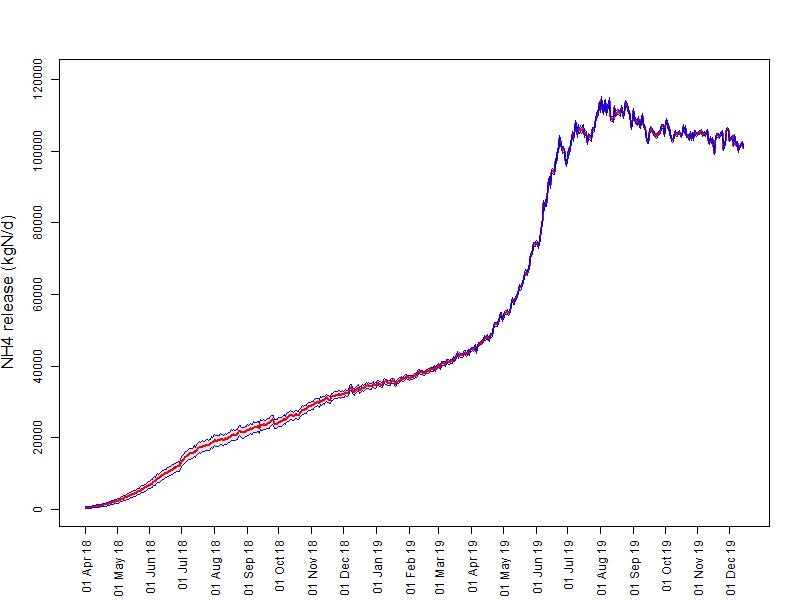 NH4 release (kgN/d)
120000
100000
80000
60000
40000
20000
0
01 Apr 18
01 May 18
01 Jun 18
01 Jul 18
01 Aug 18
01 Sep 18
01 Oct 18
01 Nov 18
01 Dec 18
01 Jan 19
01 Feb 19
01 Mar 19
01 Apr 19
01 May 19
01 Jun 19
01 Jul 19
01 Aug 19
01 Sep 19
01 Oct 19
01 Nov 19
01 Dec 19